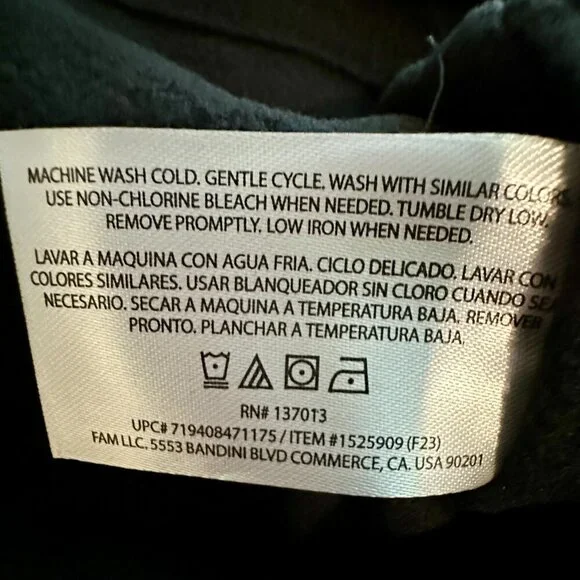 MACHINE WASH COLD. GENTLE CYCLE. WASH WITH SIMILAR COLORS.
USE NON-CHLORINE BLEACH WHEN NEEDED. TUMBLE DRY LOW.
REMOVE PROMPTLY. LOW IRON WHEN NEEDED.
LAVAR A MAQUINA CON AGUA FRIA. CICLO DELICADO. LAVAR CON
COLORES SIMILARES. USAR BLANQUEADOR SIN CLORO CUANDO SEA
NECESARIO. SECAR A MAQUINA A TEMPERATURA BAJA. REMOVER
PRONTO. PLANCHAR A TEMPERATURA BAJA.
RN# 137013
UPC# 719408471175 / ITEM #1525909 (F23)
FAM LLC. 5553 BANDINI BLVD COMMERCE, CA. USA 90201